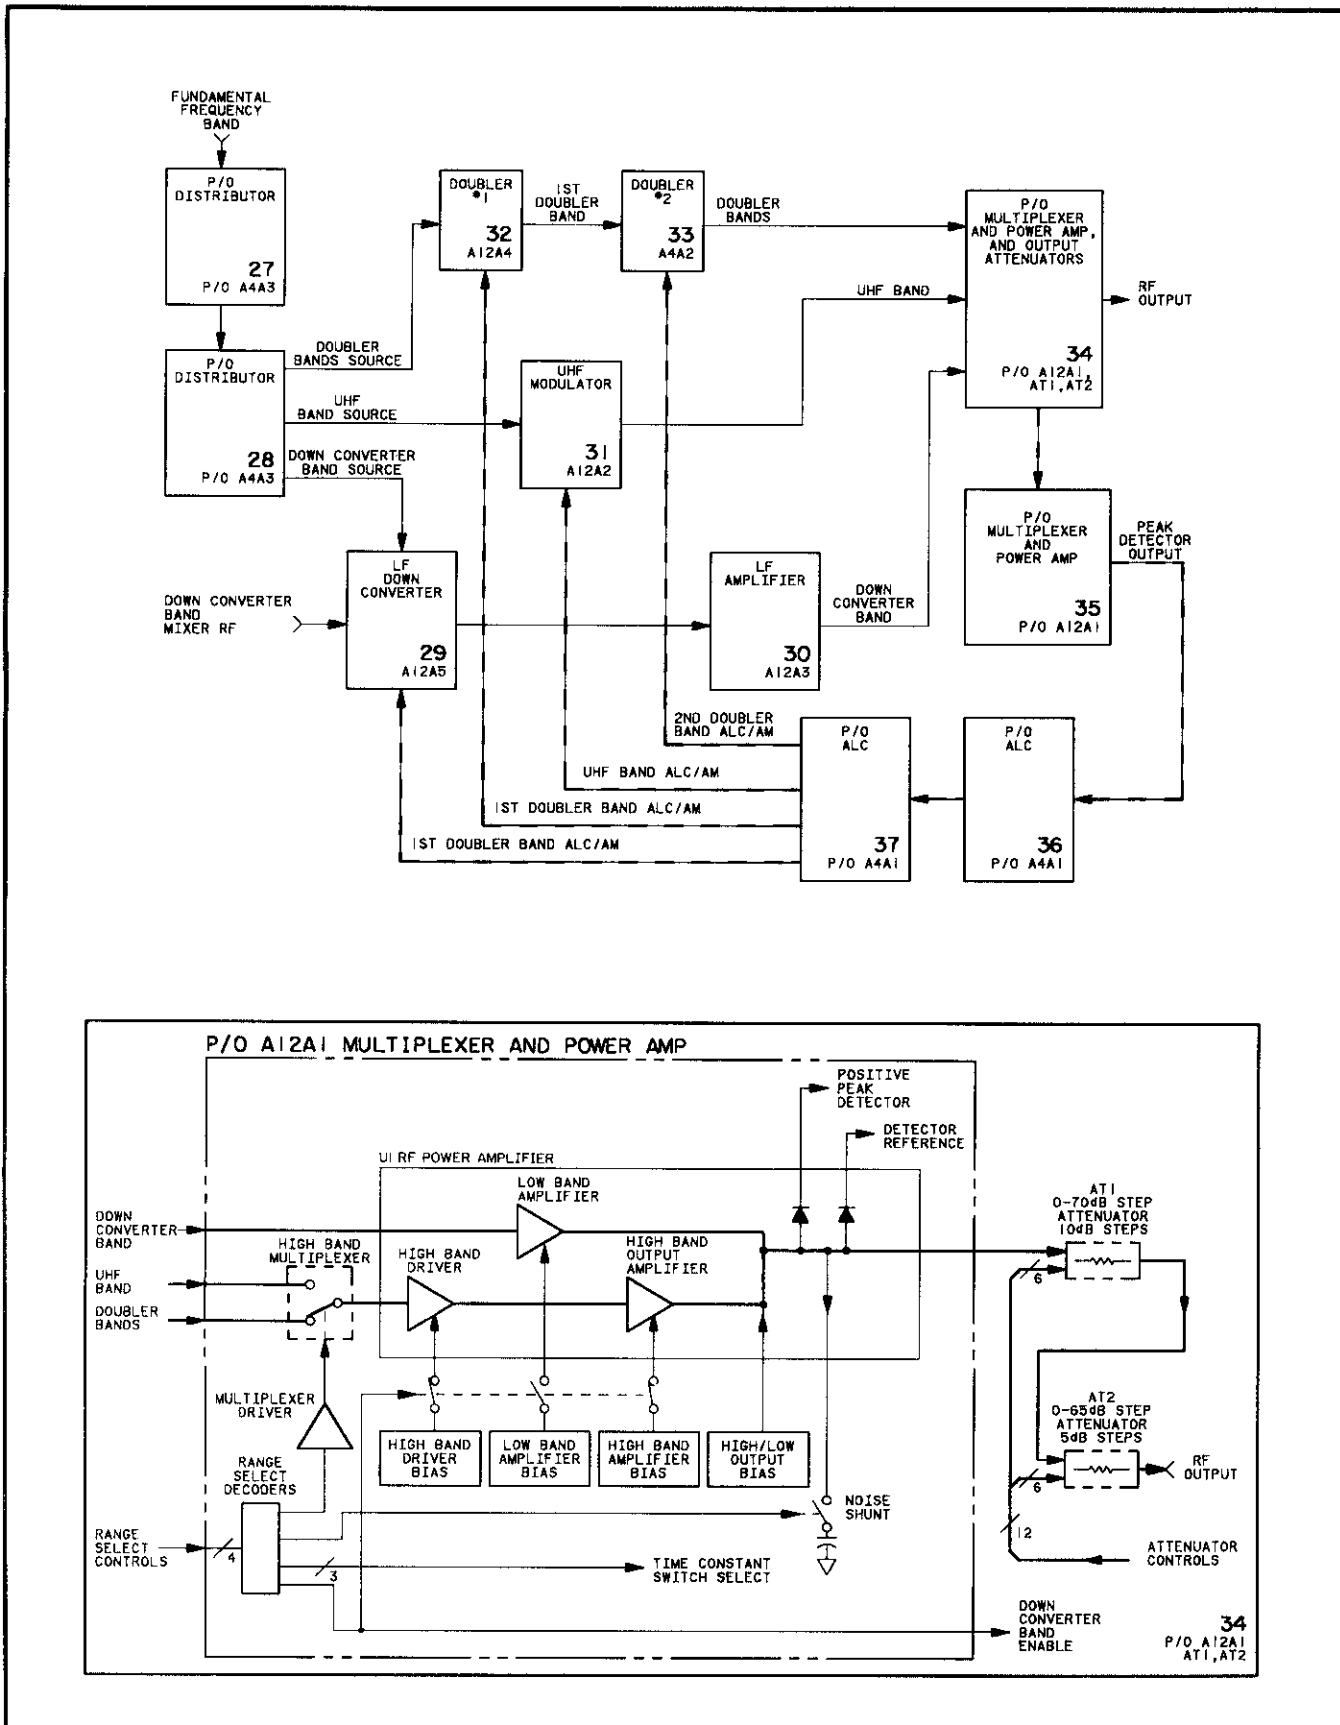 FUNDAMENTAL
FREQUENCY
BAND
P/O
DISTRIBUTOR
27
P/O A4A3
P/O
DISTRIBUTOR
28
P/O A4A3
DOUBLER
BANDS SOURCE
UHF
BAND SOURCE
DOWN CONVERTER
BAND SOURCE
DOUBLER
•1
32
A12A4
1ST
DOUBLER
BAND
DOUBLER
•2
33
A4A2
DOUBLER
BANDS
P/O
MULTIPLEXER
AND POWER AMP,
AND OUTPUT
ATTENUATORS
34
P/O A12A1,
AT1,AT2
RF
OUTPUT
UHF BAND
UHF
MODULATOR
31
A12A2
DOWN CONVERTER
BAND
MIXER RF
LF
DOWN
CONVERTER
29
A12A5
LF
AMPLIFIER
30
A12A3
DOWN
CONVERTER
BAND
P/O
MULTIPLEXER
AND
POWER AMP
35
P/O A12A1
PEAK
DETECTOR
OUTPUT
2ND DOUBLER
BAND ALC/AM
UHF BAND ALC/AM
1ST DOUBLER BAND ALC/AM
1ST DOUBLER BAND ALC/AM
P/O
ALC
37
P/O A4A1
P/O
ALC
36
P/O A4A1
P/O A12A1 MULTIPLEXER AND POWER AMP
POSITIVE
PEAK
DETECTOR
DETECTOR
REFERENCE
U1 RF POWER AMPLIFIER
LOW BAND
AMPLIFIER
DOWN
CONVERTER
BAND
HIGH BAND
MULTIPLEXER
HIGH BAND
DRIVER
HIGH BAND
OUTPUT
AMPLIFIER
UHF
BAND
DOUBLER
BANDS
AT1
0-70dB STEP
ATTENUATOR
10dB STEPS
6
MULTIPLEXER
DRIVER
HIGH BAND
DRIVER
BIAS
LOW BAND
AMPLIFIER
BIAS
HIGH BAND
AMPLIFIER
BIAS
HIGH/LOW
OUTPUT
BIAS
AT2
0-65dB STEP
ATTENUATOR
5dB STEPS
6
RF
OUTPUT
RANGE
SELECT
DECODERS
NOISE
SHUNT
RANGE
SELECT
CONTROLS
4
3
TIME CONSTANT
SWITCH SELECT
12
ATTENUATOR
CONTROLS
DOWN
CONVERTER
BAND
ENABLE
34
P/O A12A1
AT1,AT2